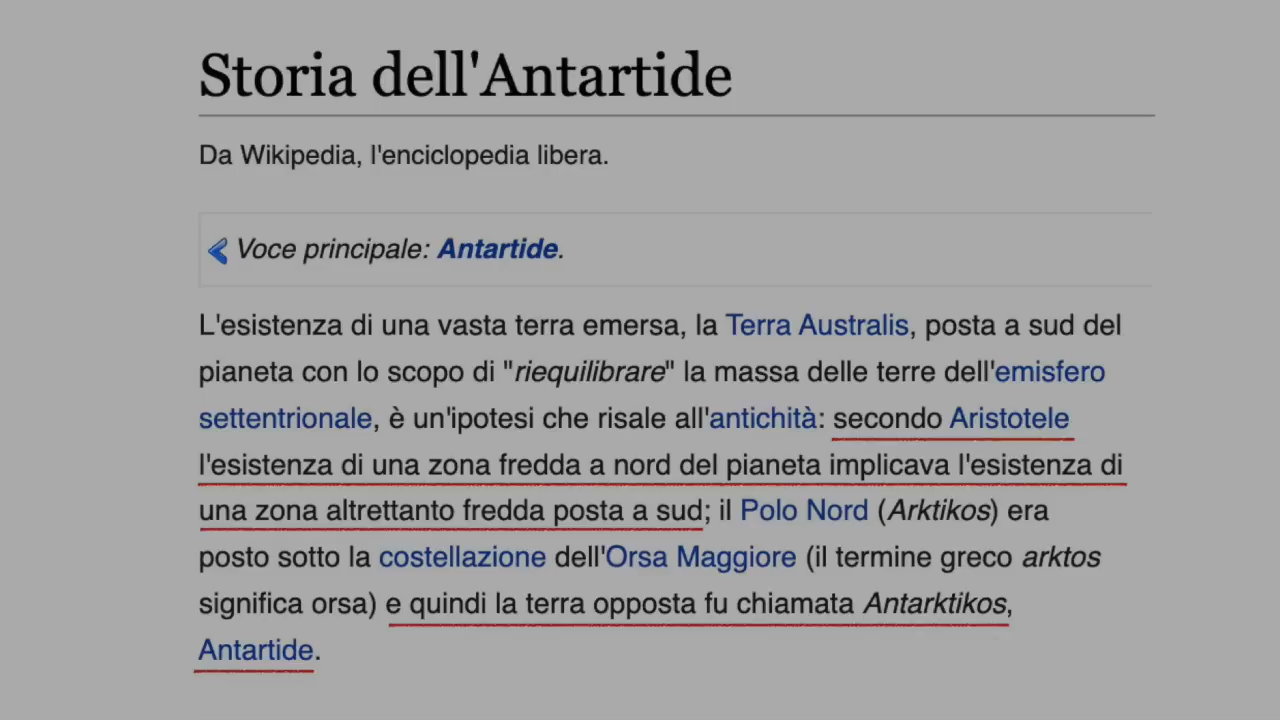 Storia dell'Antartide
Da Wikipedia, l'enciclopedia libera.
Voce principale: Antartide.
L'esistenza di una vasta terra emersa, la Terra Australis, posta a sud del
pianeta con lo scopo di "riequilibrare" la massa delle terre dell'emisfero
settentrionale, è un'ipotesi che risale all'antichità: secondo Aristotele
l'esistenza di una zona fredda a nord del pianeta implicava l'esistenza di
una zona altrettanto fredda posta a sud; il Polo Nord (Arktikos) era
posto sotto la costellazione dell'Orsa Maggiore (il termine greco arktos
significa orsa) e quindi la terra opposta fu chiamata Antarktikos,
Antartide.